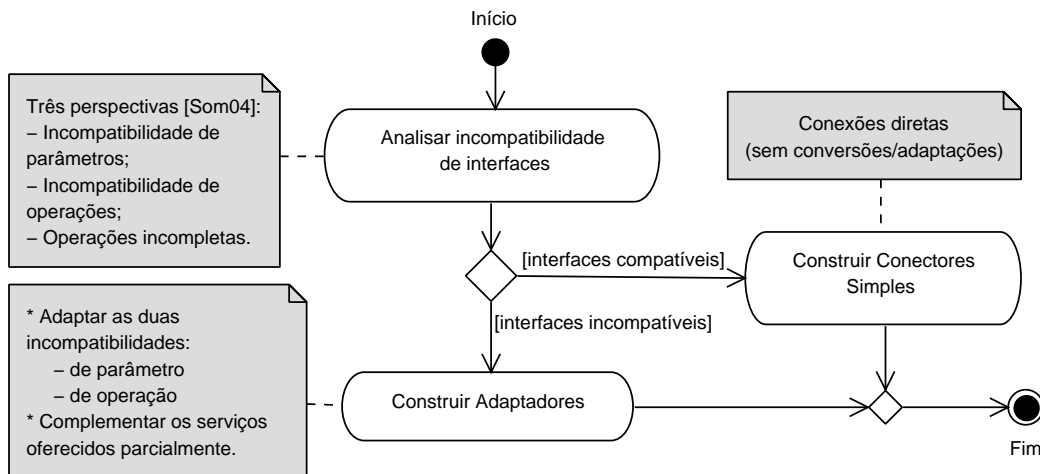 Início
Três perspectivas [Som04]:
– Incompatibilidade de
parâmetros;
– Incompatibilidade de
operações;
– Operações incompletas.
Analisar incompatibilidade
de interfaces
Conexões diretas
(sem conversões/adaptações)
[interfaces compatíveis]
Construir Conectores
Simples
[interfaces incompatíveis]
* Adaptar as duas
incompatibilidades:
– de parâmetro
– de operação
* Complementar os serviços
oferecidos parcialmente.
Construir Adaptadores
Fim